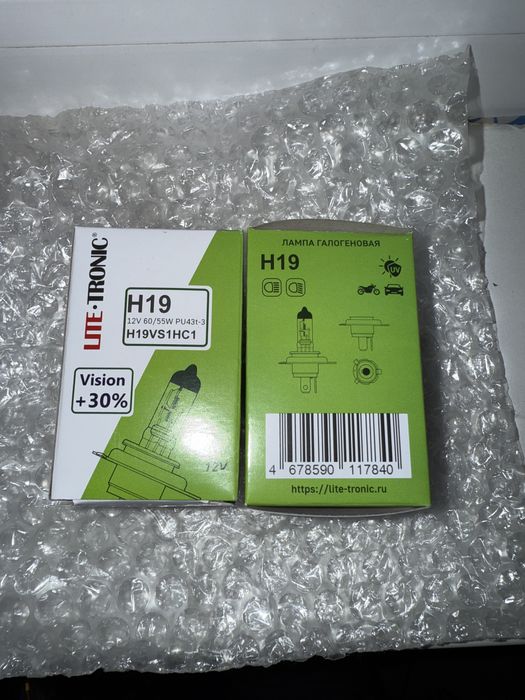 LITE·TRONIC®
H19
12V 60/55W PU43t-3
H19VS1HC1
Vision
+30%
12V
ЛАМПА ГАЛОГЕНОВАЯ
H19
UV
4 678590 117840
https://lite-tronic.ru